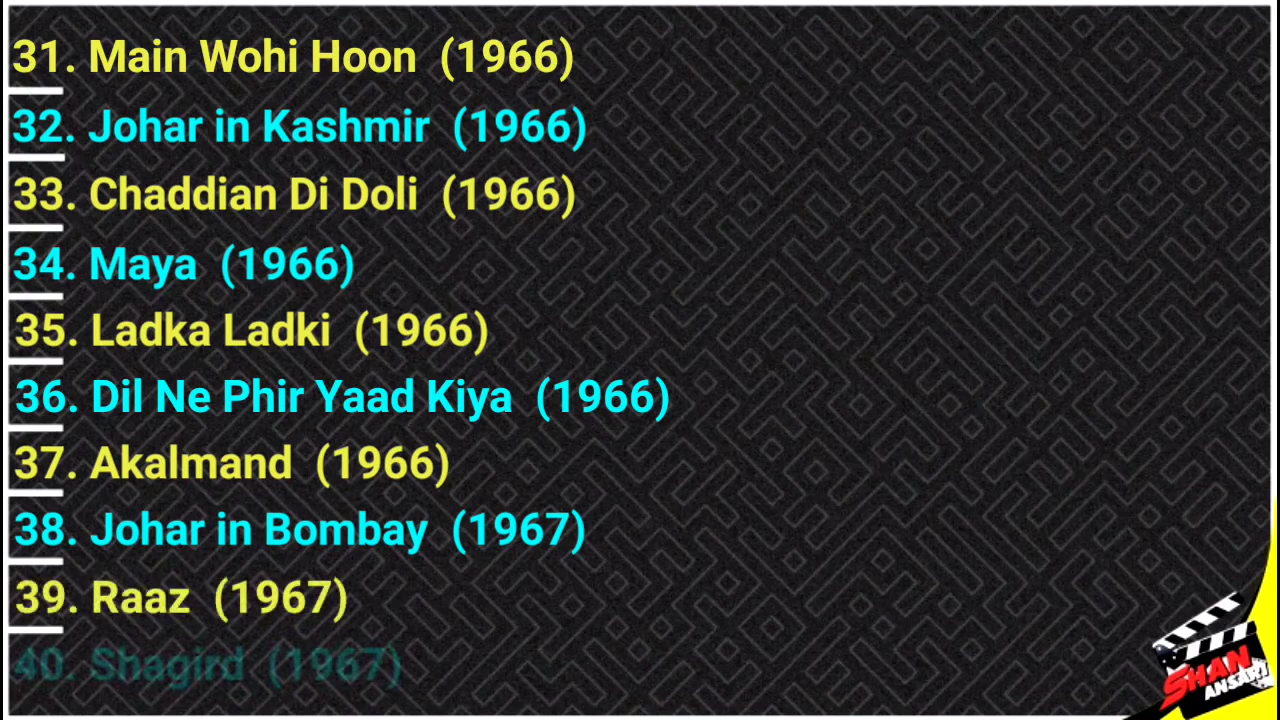 31. Main Wohi Hoon (1966)
32. Johar in Kashmir (1966)
33. Chaddian Di Doli (1966)
34. Maya (1966)
35. Ladka Ladki (1966)
36. Dil Ne Phir Yaad Kiya (1966)
37. Akalmand (1966)
38. Johar in Bombay (1967)
39. Raaz (1967)
40. Shagird (1967)
SHAN
ANSARI